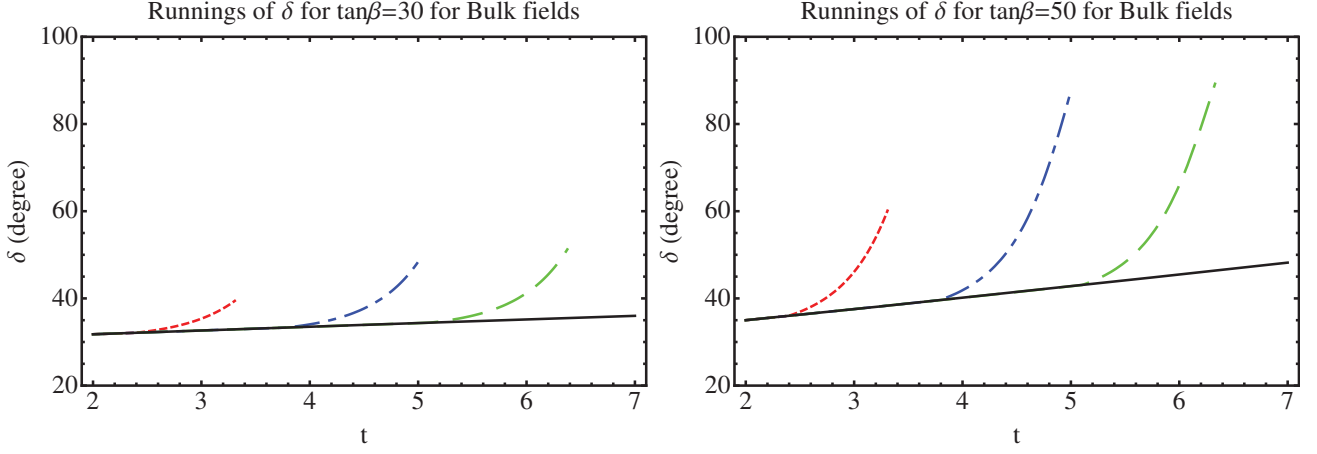 Runnings of δ for tanβ=30 for Bulk fields
100
80
60
40
20
δ (degree)
2 3 4 5 6 7
t
Runnings of δ for tanβ=50 for Bulk fields
100
80
60
40
20
δ (degree)
2 3 4 5 6 7
t